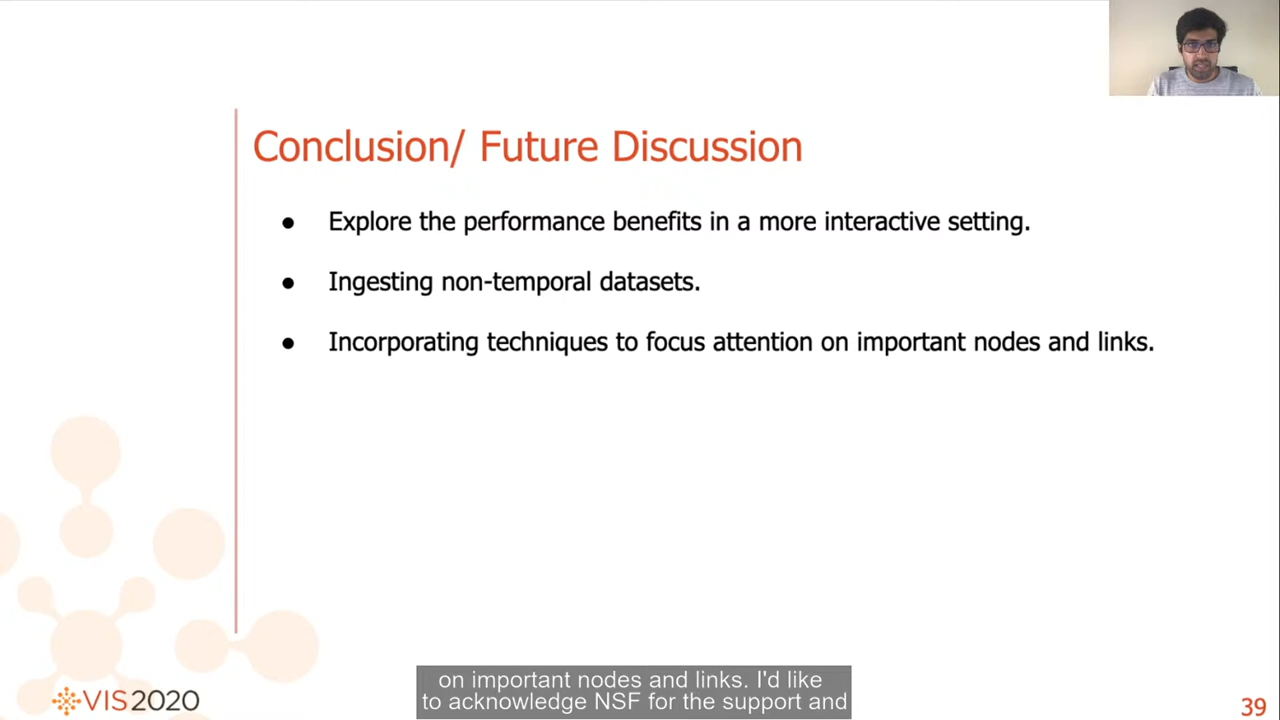 Conclusion/ Future Discussion
● Explore the performance benefits in a more interactive setting.
● Ingesting non-temporal datasets.
● Incorporating techniques to focus attention on important nodes and links.
on important nodes and links. I'd like
to acknowledge NSF for the support and
VIS2020
39